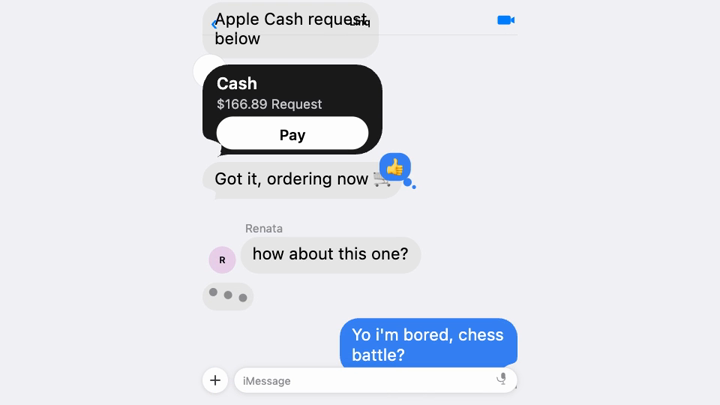 Apple Cash request
below
Cash
$166.89 Request
Pay
Got it, ordering now
Renata
R
how about this one?
Yo i'm bored, chess
battle?
iMessage